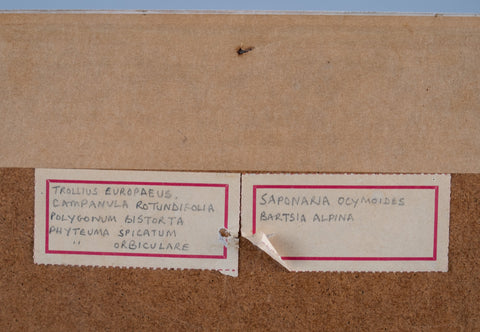 TROLLIUS EUROPAEUS.
CAMPANULA ROTUNDIFOLIA
POLYGONUM BISTORTA
PHYTEUMA SPICATUM
" ORBICULARE
SAPONARIA OCYMOIDES
BARTSIA ALPINA